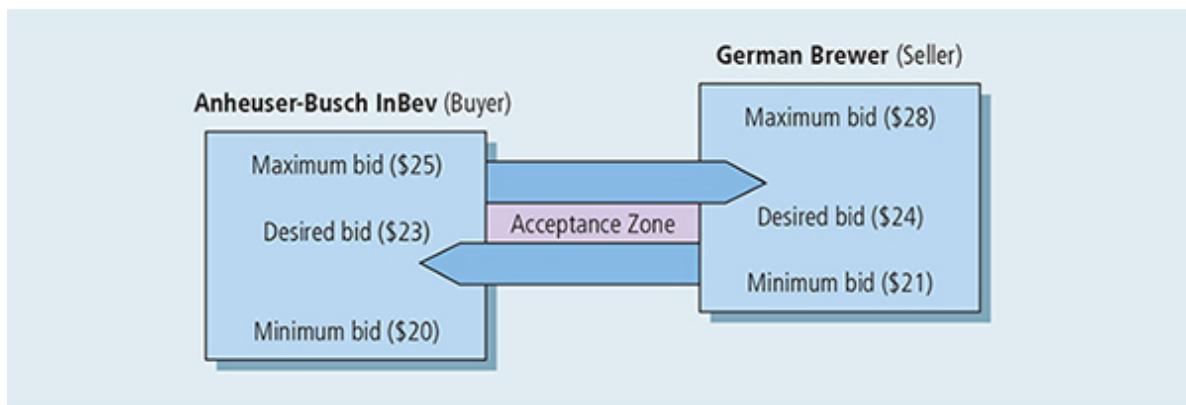 German Brewer (Seller)
Anheuser-Busch InBev (Buyer)
Maximum bid ($28)
Maximum bid ($25)
Desired bid ($24)
Acceptance Zone
Desired bid ($23)
Minimum bid ($21)
Minimum bid ($20)